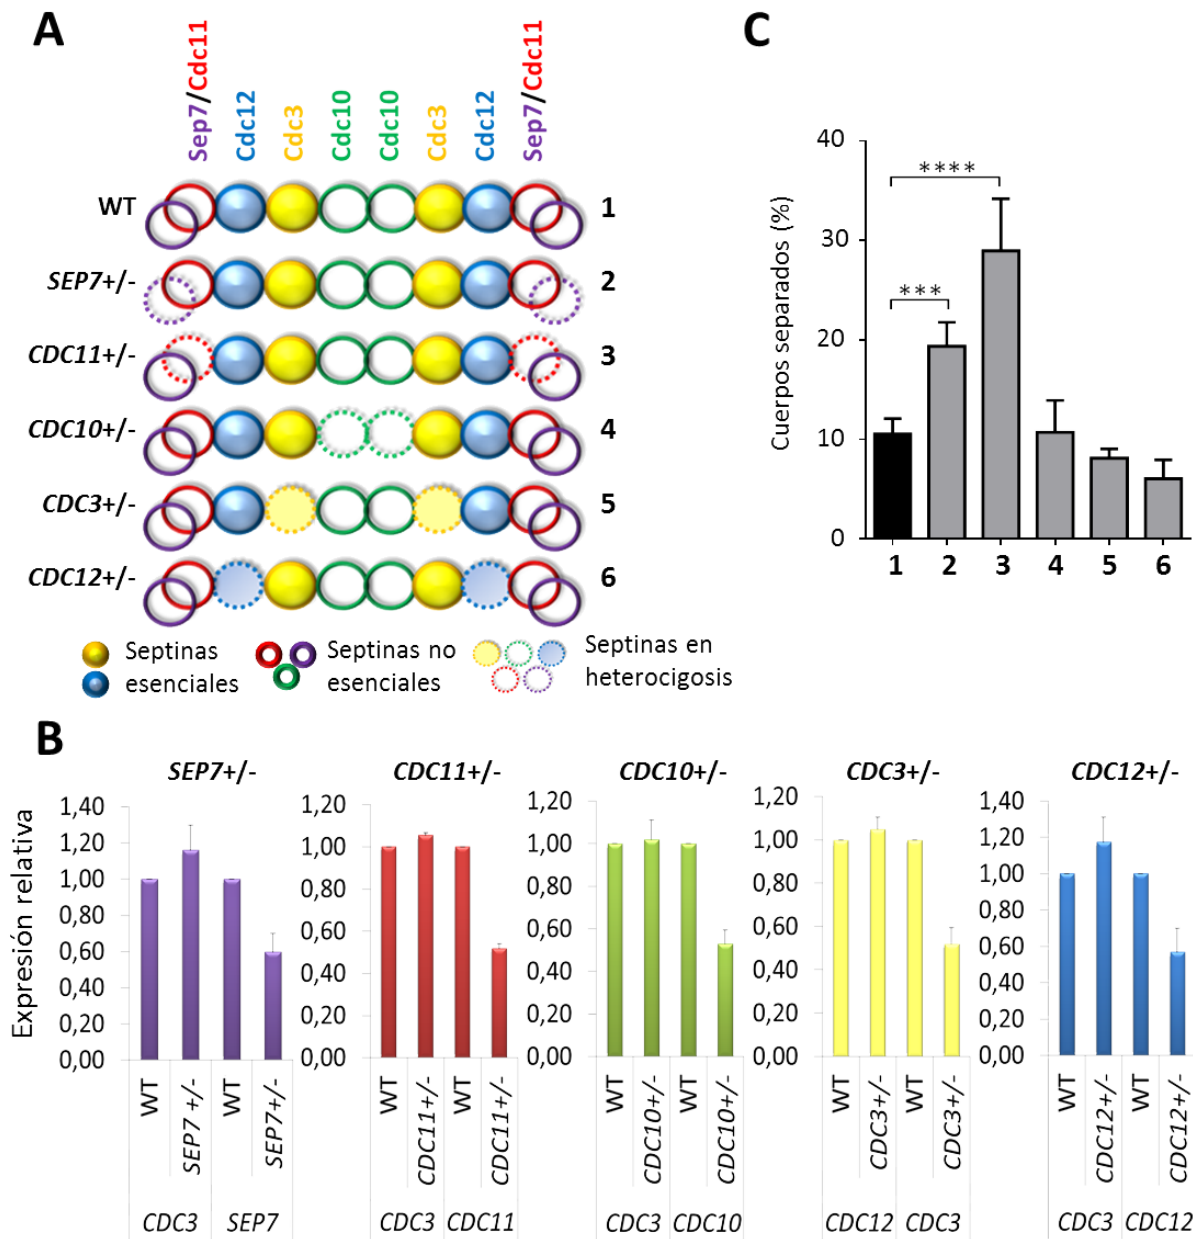 A
Sep7/Cdc11
Cdc12
Cdc3
Cdc10
Cdc10
Cdc3
Cdc12
Sep7/Cdc11
WT 1
SEP7+/- 2
CDC11+/- 3
CDC10+/- 4
CDC3+/- 5
CDC12+/- 6
Septinas
esenciales
Septinas no
esenciales
Septinas en
heterocigosis
C
Cuerpos separados (%)
40
30
20
10
0
****
***
1 2 3 4 5 6
B
Expresión relativa
SEP7+/-
1,40
1,20
1,00
0,80
0,60
0,40
0,20
0,00
WT
SEP7 +/-
WT
SEP7+/-
CDC3 SEP7
CDC11+/-
1,20
1,00
0,80
0,60
0,40
0,20
0,00
WT
CDC11+/-
WT
CDC11+/-
CDC3 CDC11
CDC10+/-
1,20
1,00
0,80
0,60
0,40
0,20
0,00
WT
CDC10+/-
WT
CDC10+/-
CDC3 CDC10
CDC3+/-
1,20
1,00
0,80
0,60
0,40
0,20
0,00
WT
CDC3+/-
WT
CDC3+/-
CDC12 CDC3
CDC12+/-
1,40
1,20
1,00
0,80
0,60
0,40
0,20
0,00
WT
CDC12+/-
WT
CDC12+/-
CDC3 CDC12